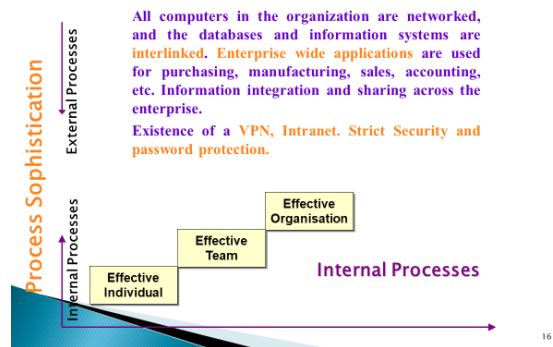 All computers in the organization are networked,
and the databases and information systems are
interlinked. Enterprise wide applications are used
for purchasing, manufacturing, sales, accounting,
etc. Information integration and sharing across the
enterprise.
Existence of a VPN, Intranet. Strict Security and
password protection.
Process Sophistication
External Processes
Internal Processes
Effective
Organisation
Effective
Team
Effective
Individual
Internal Processes
16